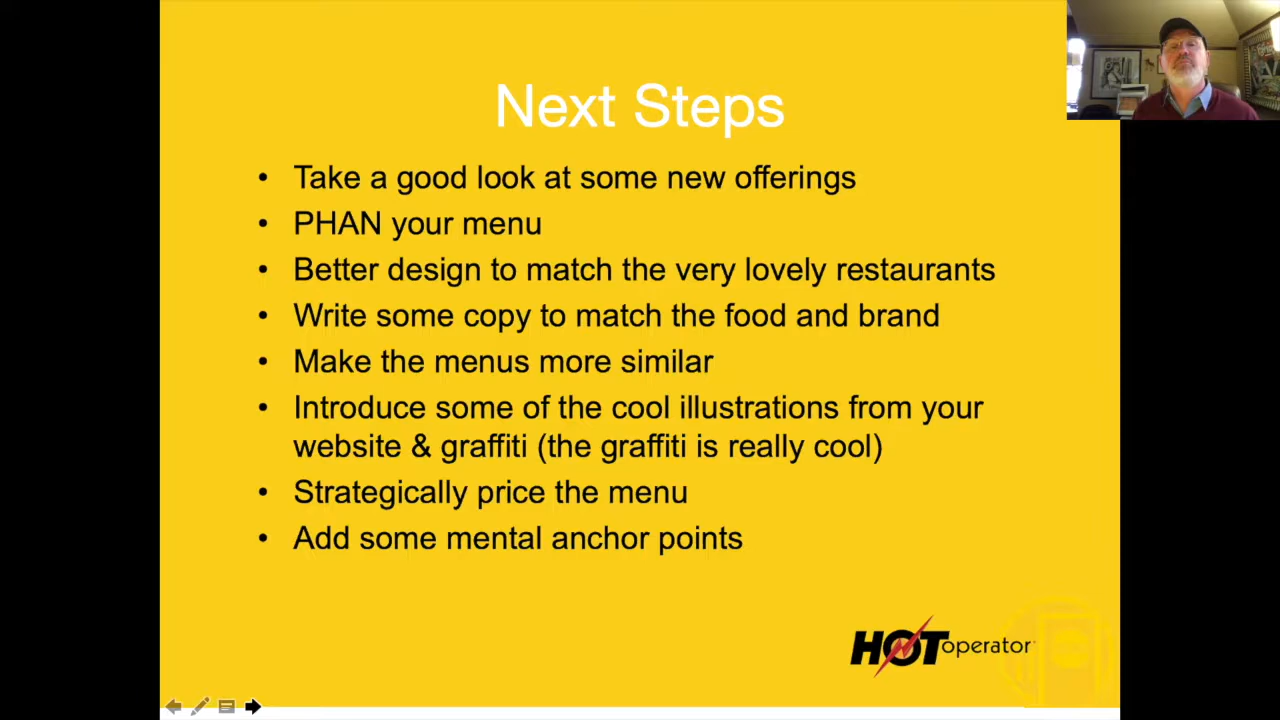 Next Steps
• Take a good look at some new offerings
• PHAN your menu
• Better design to match the very lovely restaurants
• Write some copy to match the food and brand
• Make the menus more similar
• Introduce some of the cool illustrations from your
website & graffiti (the graffiti is really cool)
• Strategically price the menu
• Add some mental anchor points
HOToperator